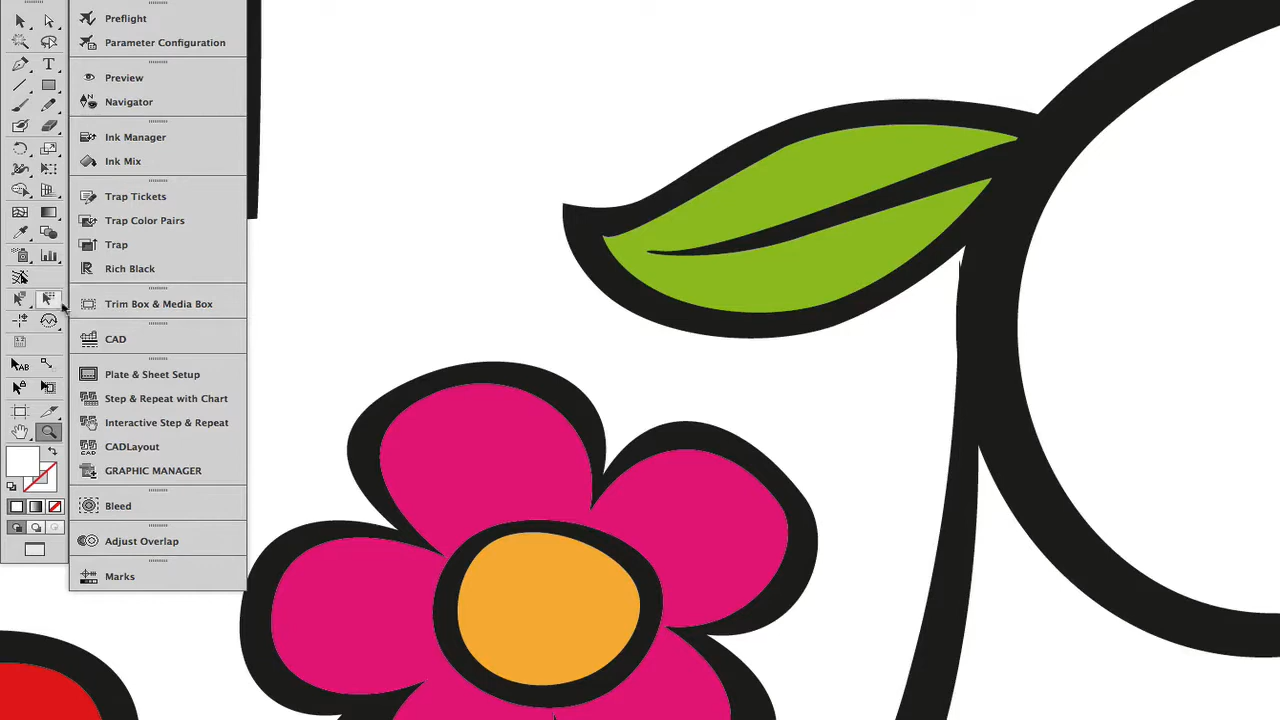 Preflight
Parameter Configuration
Preview
Navigator
Ink Manager
Ink Mix
Trap Tickets
Trap Color Pairs
Trap
Rich Black
Trim Box & Media Box
CAD
Plate & Sheet Setup
Step & Repeat with Chart
Interactive Step & Repeat
CADLayout
GRAPHIC MANAGER
Bleed
Adjust Overlap
Marks